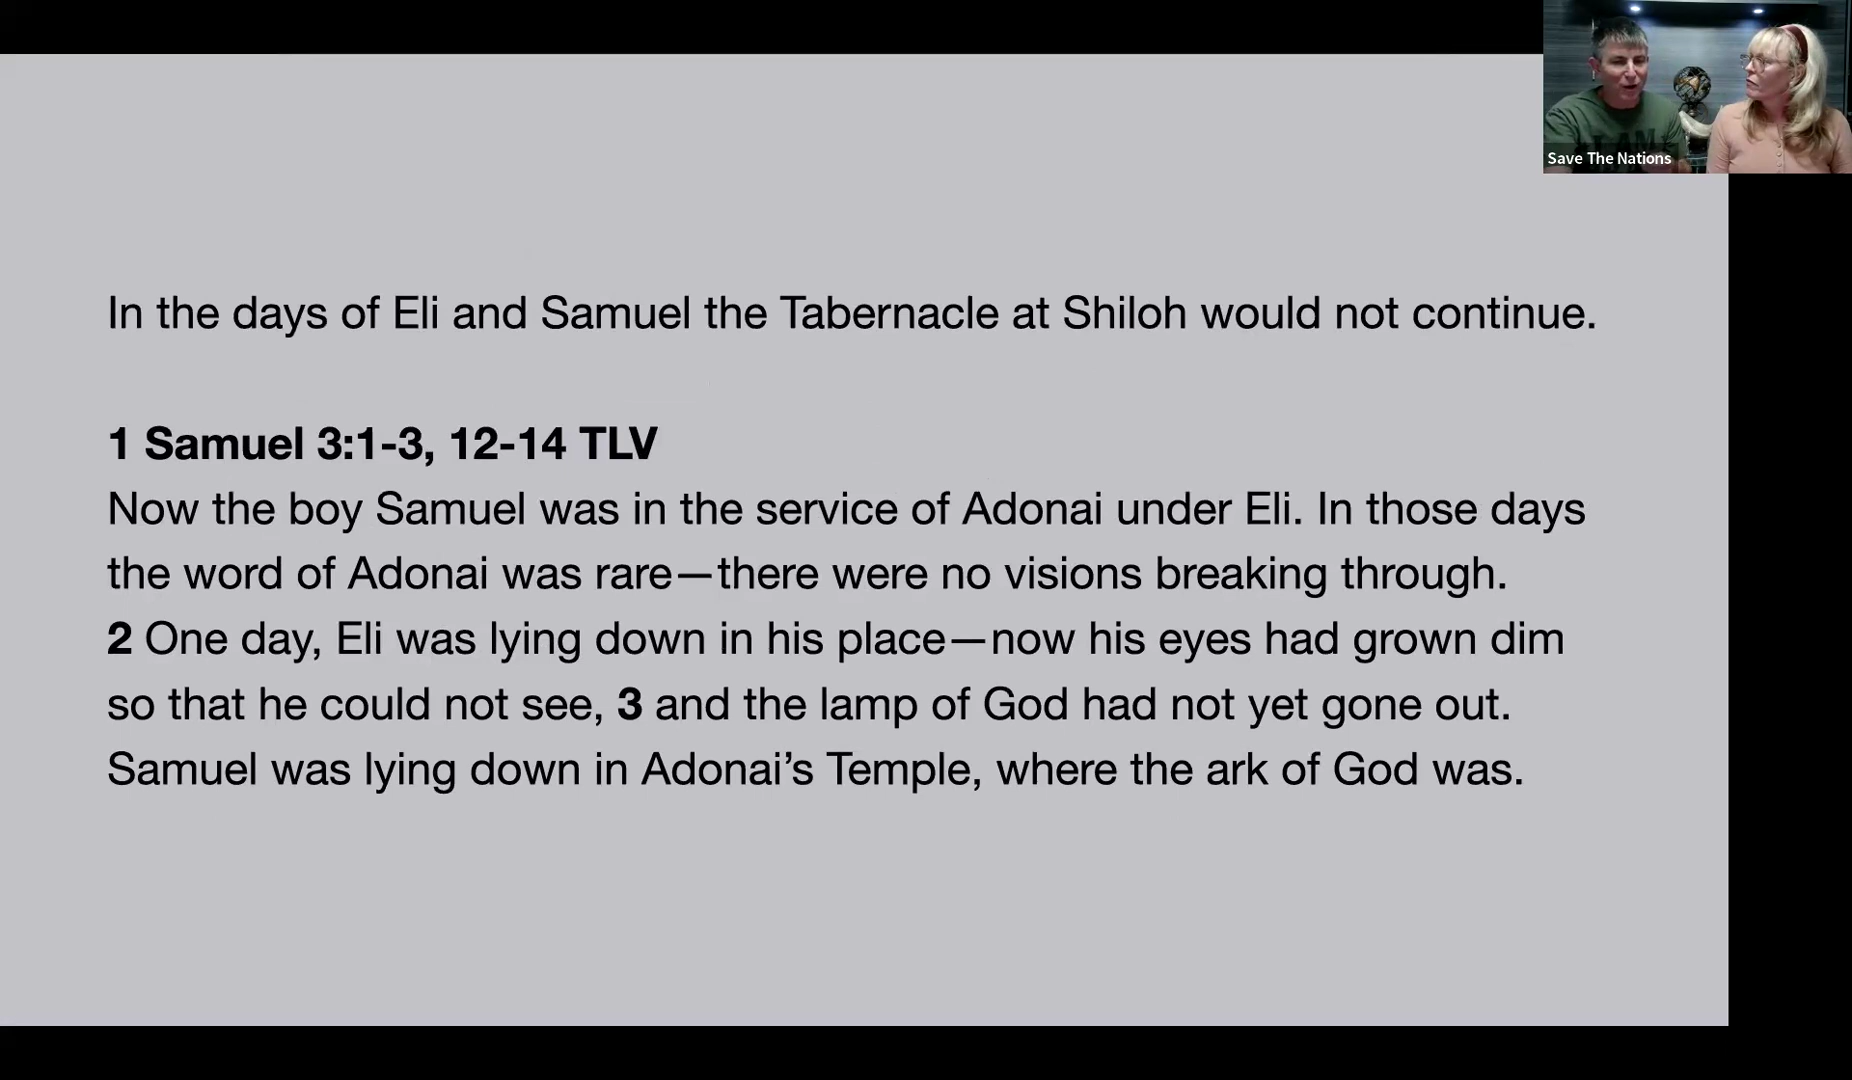 Save The Nations
In the days of Eli and Samuel the Tabernacle at Shiloh would not continue.
1 Samuel 3:1-3, 12-14 TLV
Now the boy Samuel was in the service of Adonai under Eli. In those days
the word of Adonai was rare—there were no visions breaking through.
2 One day, Eli was lying down in his place—now his eyes had grown dim
so that he could not see, 3 and the lamp of God had not yet gone out.
Samuel was lying down in Adonai’s Temple, where the ark of God was.